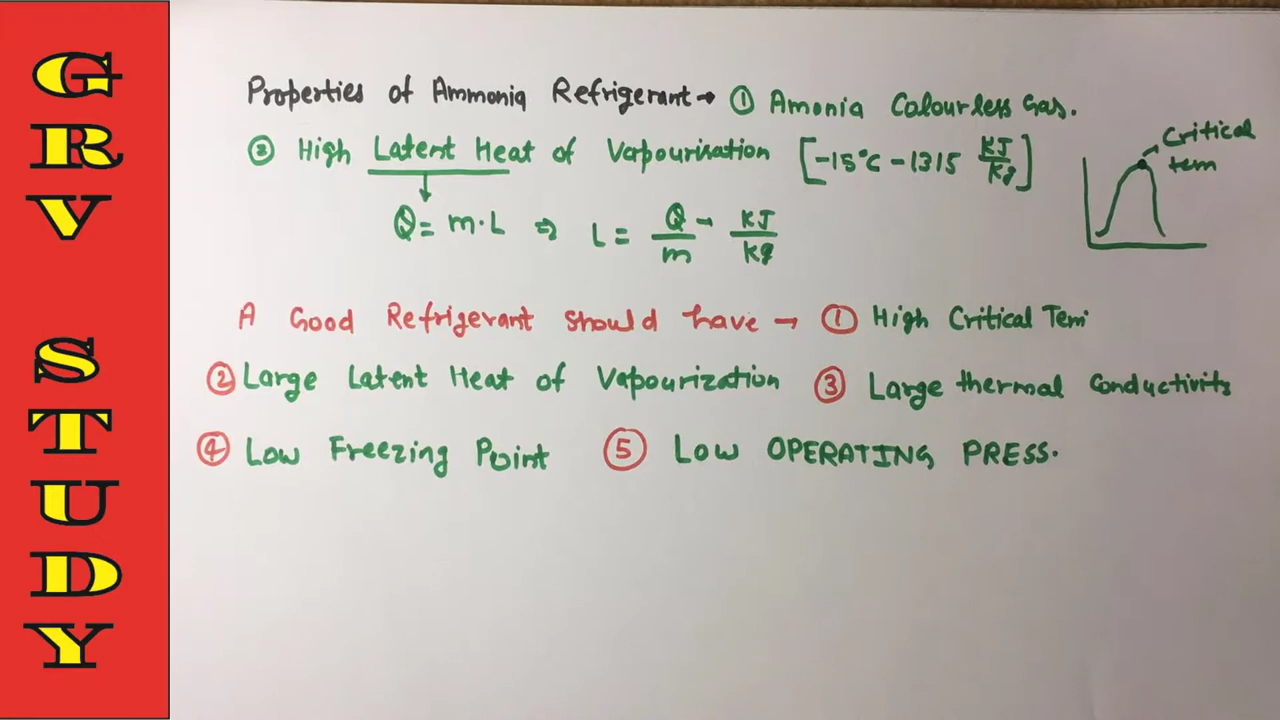 GRV STUDY
Properties of Ammonia Refrigerant → ① Amonia Colourless Gas.
② High Latent Heat of Vapourisation [-15°C - 1315 KJ/Kg]
Critical tem
Q = m·L ⇒ L = Q/m - KJ/Kg
A Good Refrigerant should have → ① High Critical Tem
② Large Latent Heat of Vapourization ③ Large thermal Conductivits
④ Low Freezing Point ⑤ Low OPERATING PRESS.